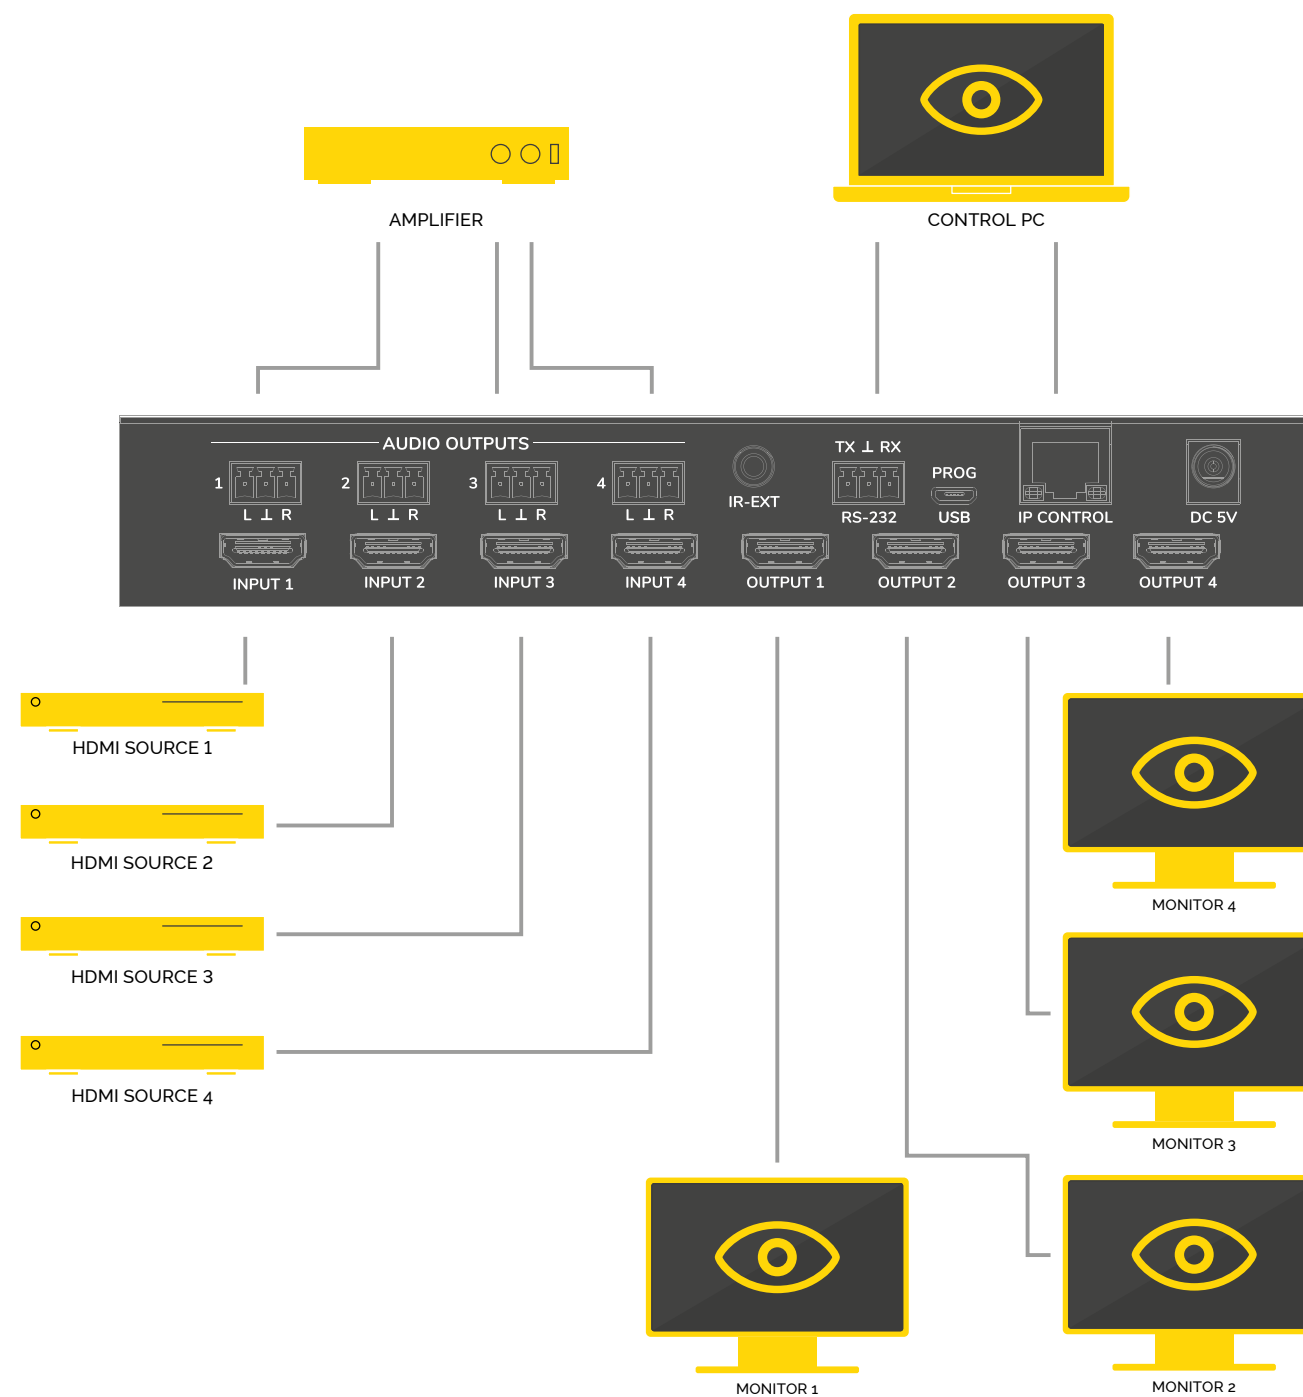 AMPLIFIER
CONTROL PC
AUDIO OUTPUTS
1
2
3
4
L ⊥ R
L ⊥ R
L ⊥ R
L ⊥ R
IR-EXT
TX ⊥ RX
RS-232
PROG
USB
IP CONTROL
DC 5V
INPUT 1
INPUT 2
INPUT 3
INPUT 4
OUTPUT 1
OUTPUT 2
OUTPUT 3
OUTPUT 4
HDMI SOURCE 1
HDMI SOURCE 2
HDMI SOURCE 3
HDMI SOURCE 4
MONITOR 4
MONITOR 3
MONITOR 1
MONITOR 2